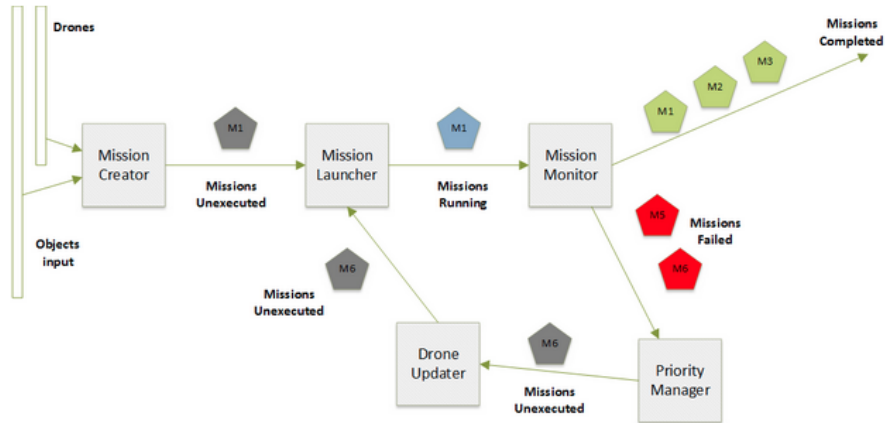 Drones
Missions
Completed
M3
M2
M1
M1
M1
Mission
Creator
Mission
Launcher
Mission
Monitor
Missions
Unexecuted
Missions
Running
M5
Missions
Failed
Objects
input
M6
M6
Missions
Unexecuted
M6
Drone
Updater
Priority
Manager
Missions
Unexecuted